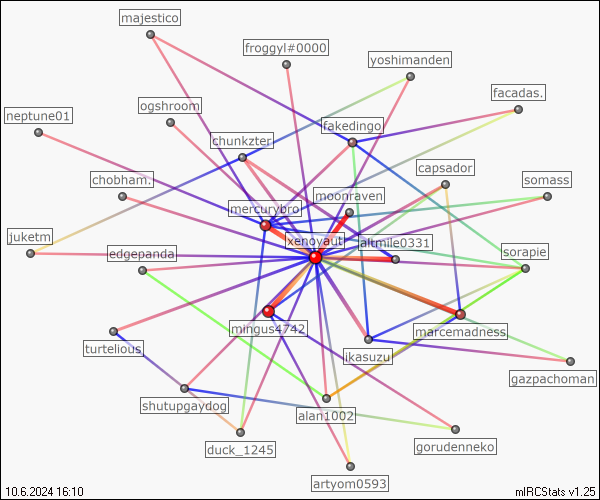 majestico
froggyl#0000
yoshimanden
facadas.
ogshroom
neptune01
fakedingo
chunkzter
capsador
chobham.
somass
moonraven
mercurybro
juketm
xenoyaut
altmile0331
edgepanda
sorapie
mingus4742
marcemadness
turtelious
ikasuzu
gazpachoman
shutupgaydog
alan1002
duck_1245
gorudenneko
artyom0593
10.6.2024 16:10
mIRCStats v1.25